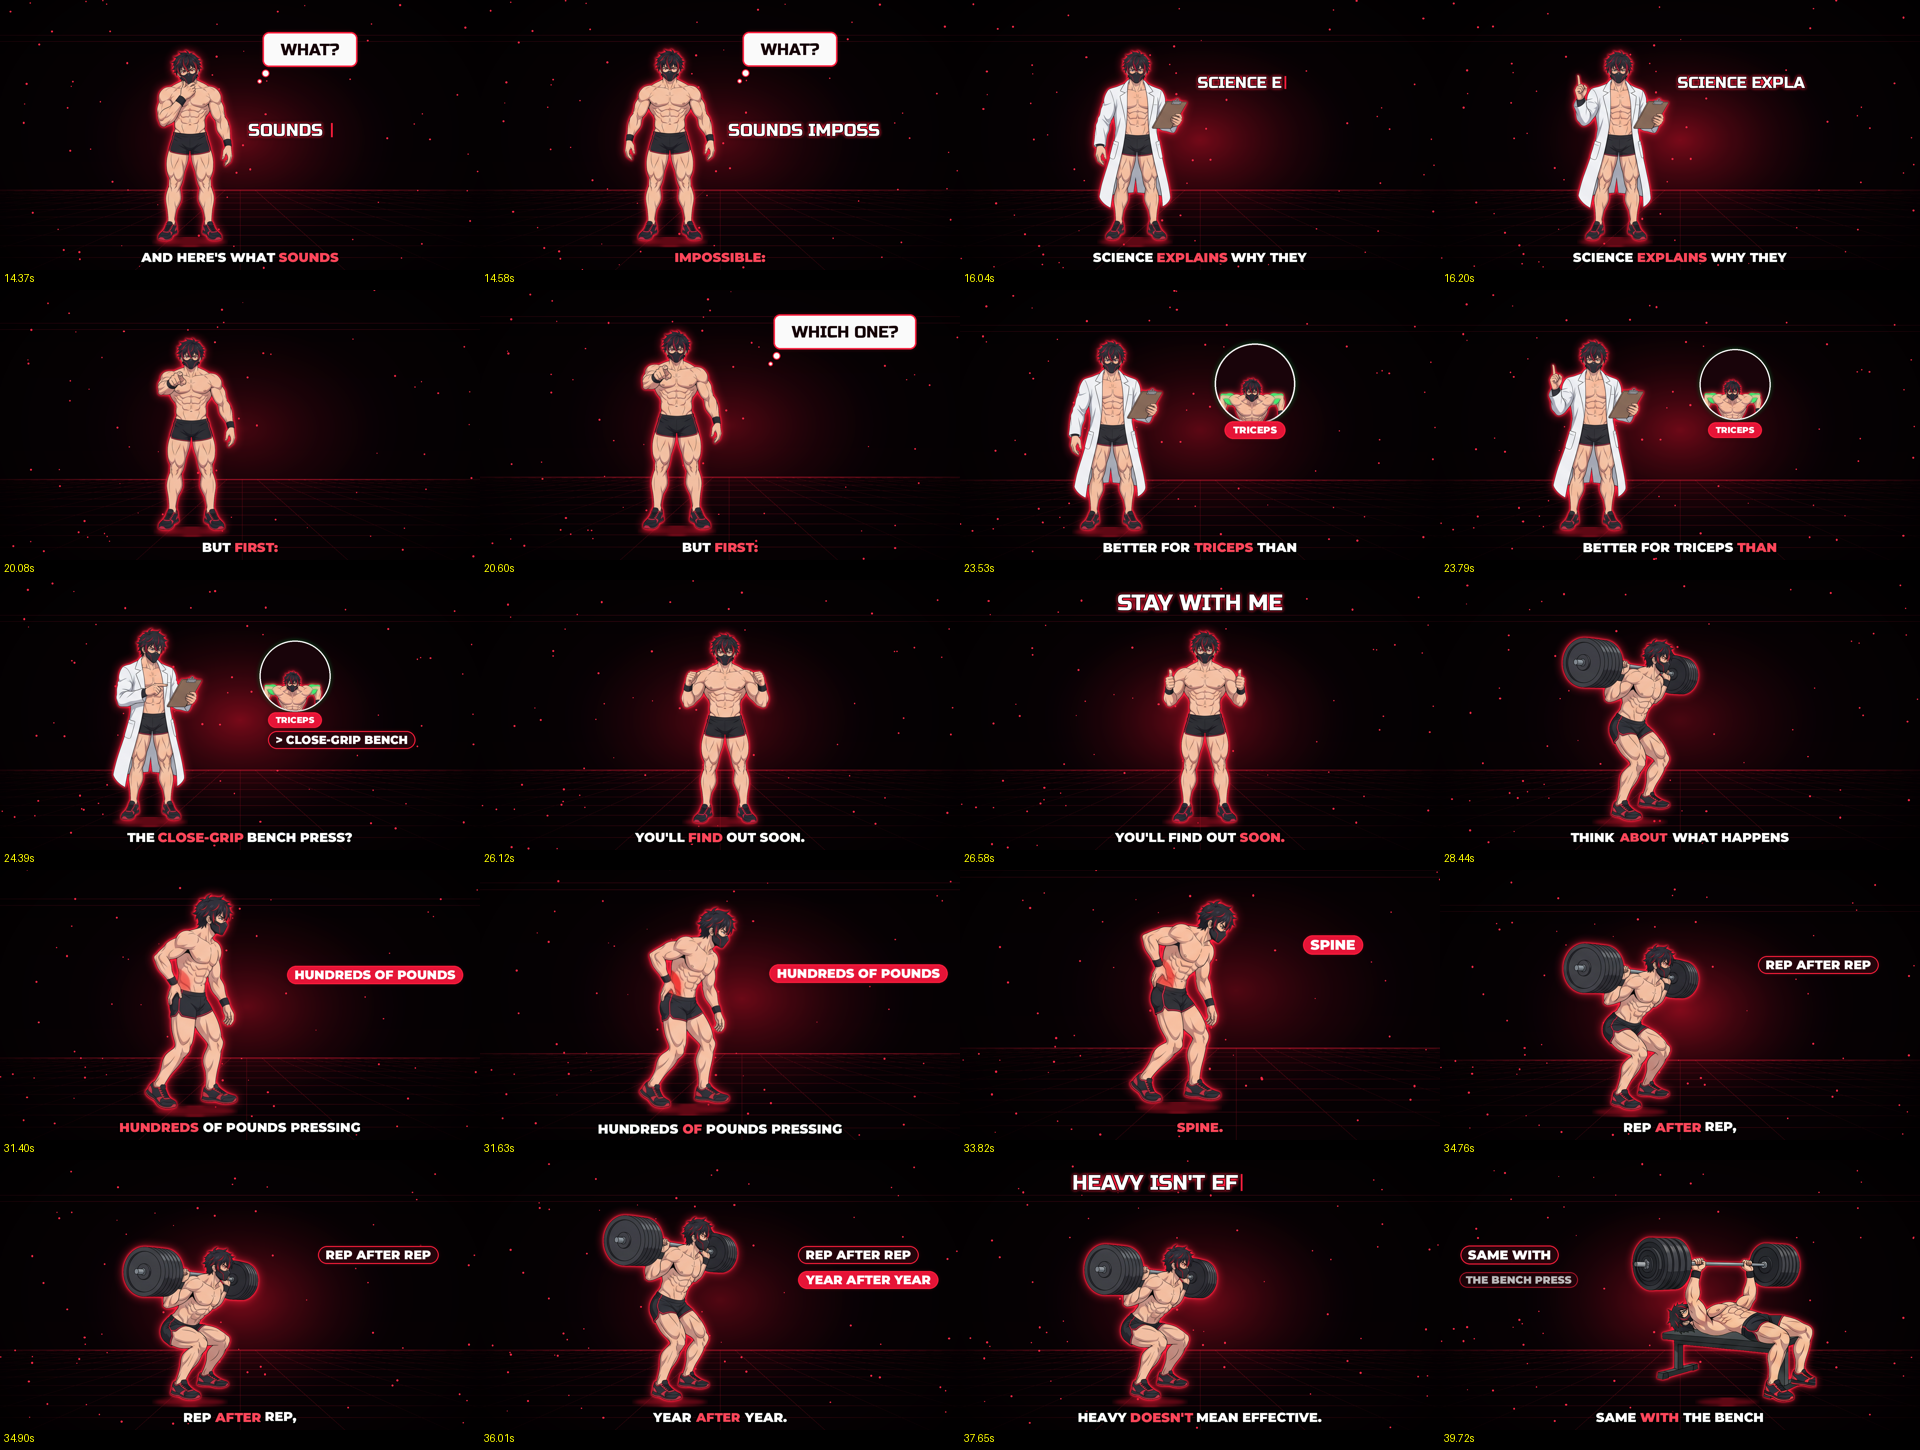 WHAT?
SOUNDS
AND HERE'S WHAT SOUNDS
14.37s
WHAT?
SOUNDS IMPOSS
IMPOSSIBLE:
14.58s
SCIENCE E
SCIENCE EXPLAINS WHY THEY
16.04s
SCIENCE EXPLA
SCIENCE EXPLAINS WHY THEY
16.20s
BUT FIRST:
20.08s
WHICH ONE?
BUT FIRST:
20.60s
TRICEPS
BETTER FOR TRICEPS THAN
23.53s
TRICEPS
BETTER FOR TRICEPS THAN
23.79s
TRICEPS
> CLOSE-GRIP BENCH
THE CLOSE-GRIP BENCH PRESS?
24.39s
YOU'LL FIND OUT SOON.
26.12s
STAY WITH ME
YOU'LL FIND OUT SOON.
26.58s
THINK ABOUT WHAT HAPPENS
28.44s
HUNDREDS OF POUNDS
HUNDREDS OF POUNDS PRESSING
31.40s
HUNDREDS OF POUNDS
HUNDREDS OF POUNDS PRESSING
31.63s
SPINE
SPINE.
33.82s
REP AFTER REP
REP AFTER REP,
34.76s
REP AFTER REP
REP AFTER REP,
34.90s
REP AFTER REP
YEAR AFTER YEAR
YEAR AFTER YEAR.
36.01s
HEAVY ISN'T EF
HEAVY DOESN'T MEAN EFFECTIVE.
37.65s
SAME WITH
THE BENCH PRESS
SAME WITH THE BENCH
39.72s